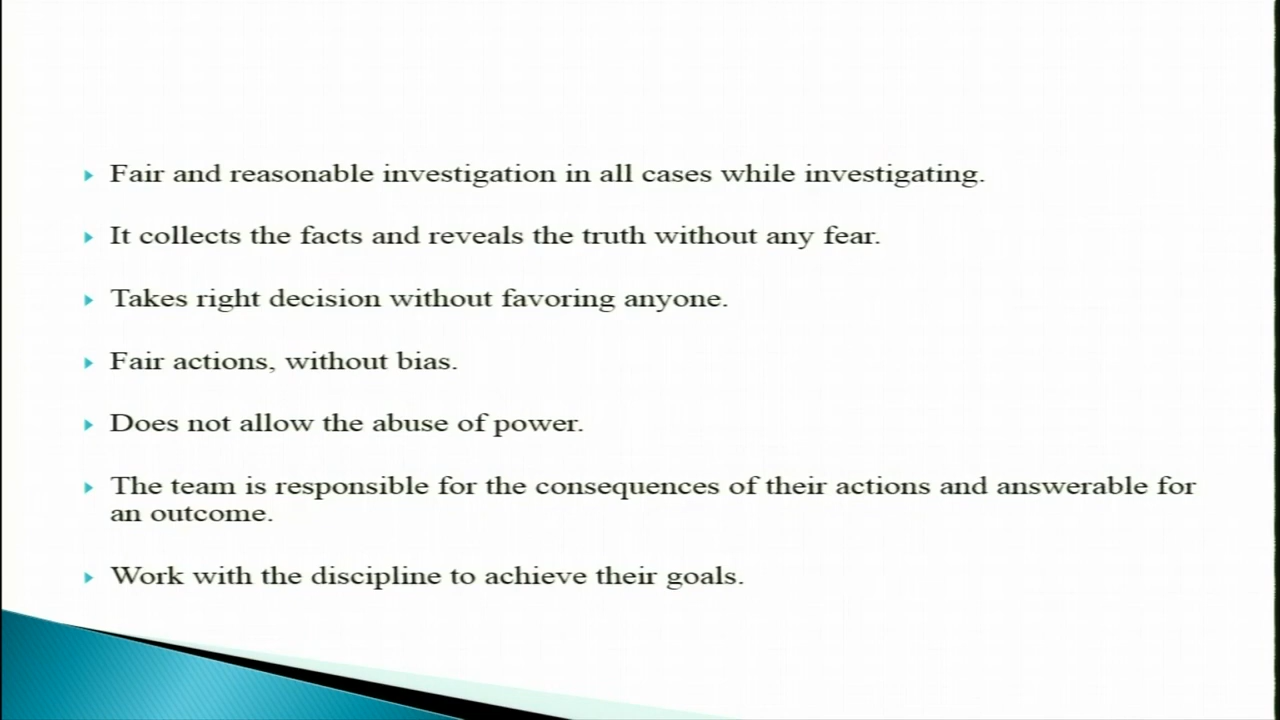 Fair and reasonable investigation in all cases while investigating.
It collects the facts and reveals the truth without any fear.
Takes right decision without favoring anyone.
Fair actions, without bias.
Does not allow the abuse of power.
The team is responsible for the consequences of their actions and answerable for
an outcome.
Work with the discipline to achieve their goals.